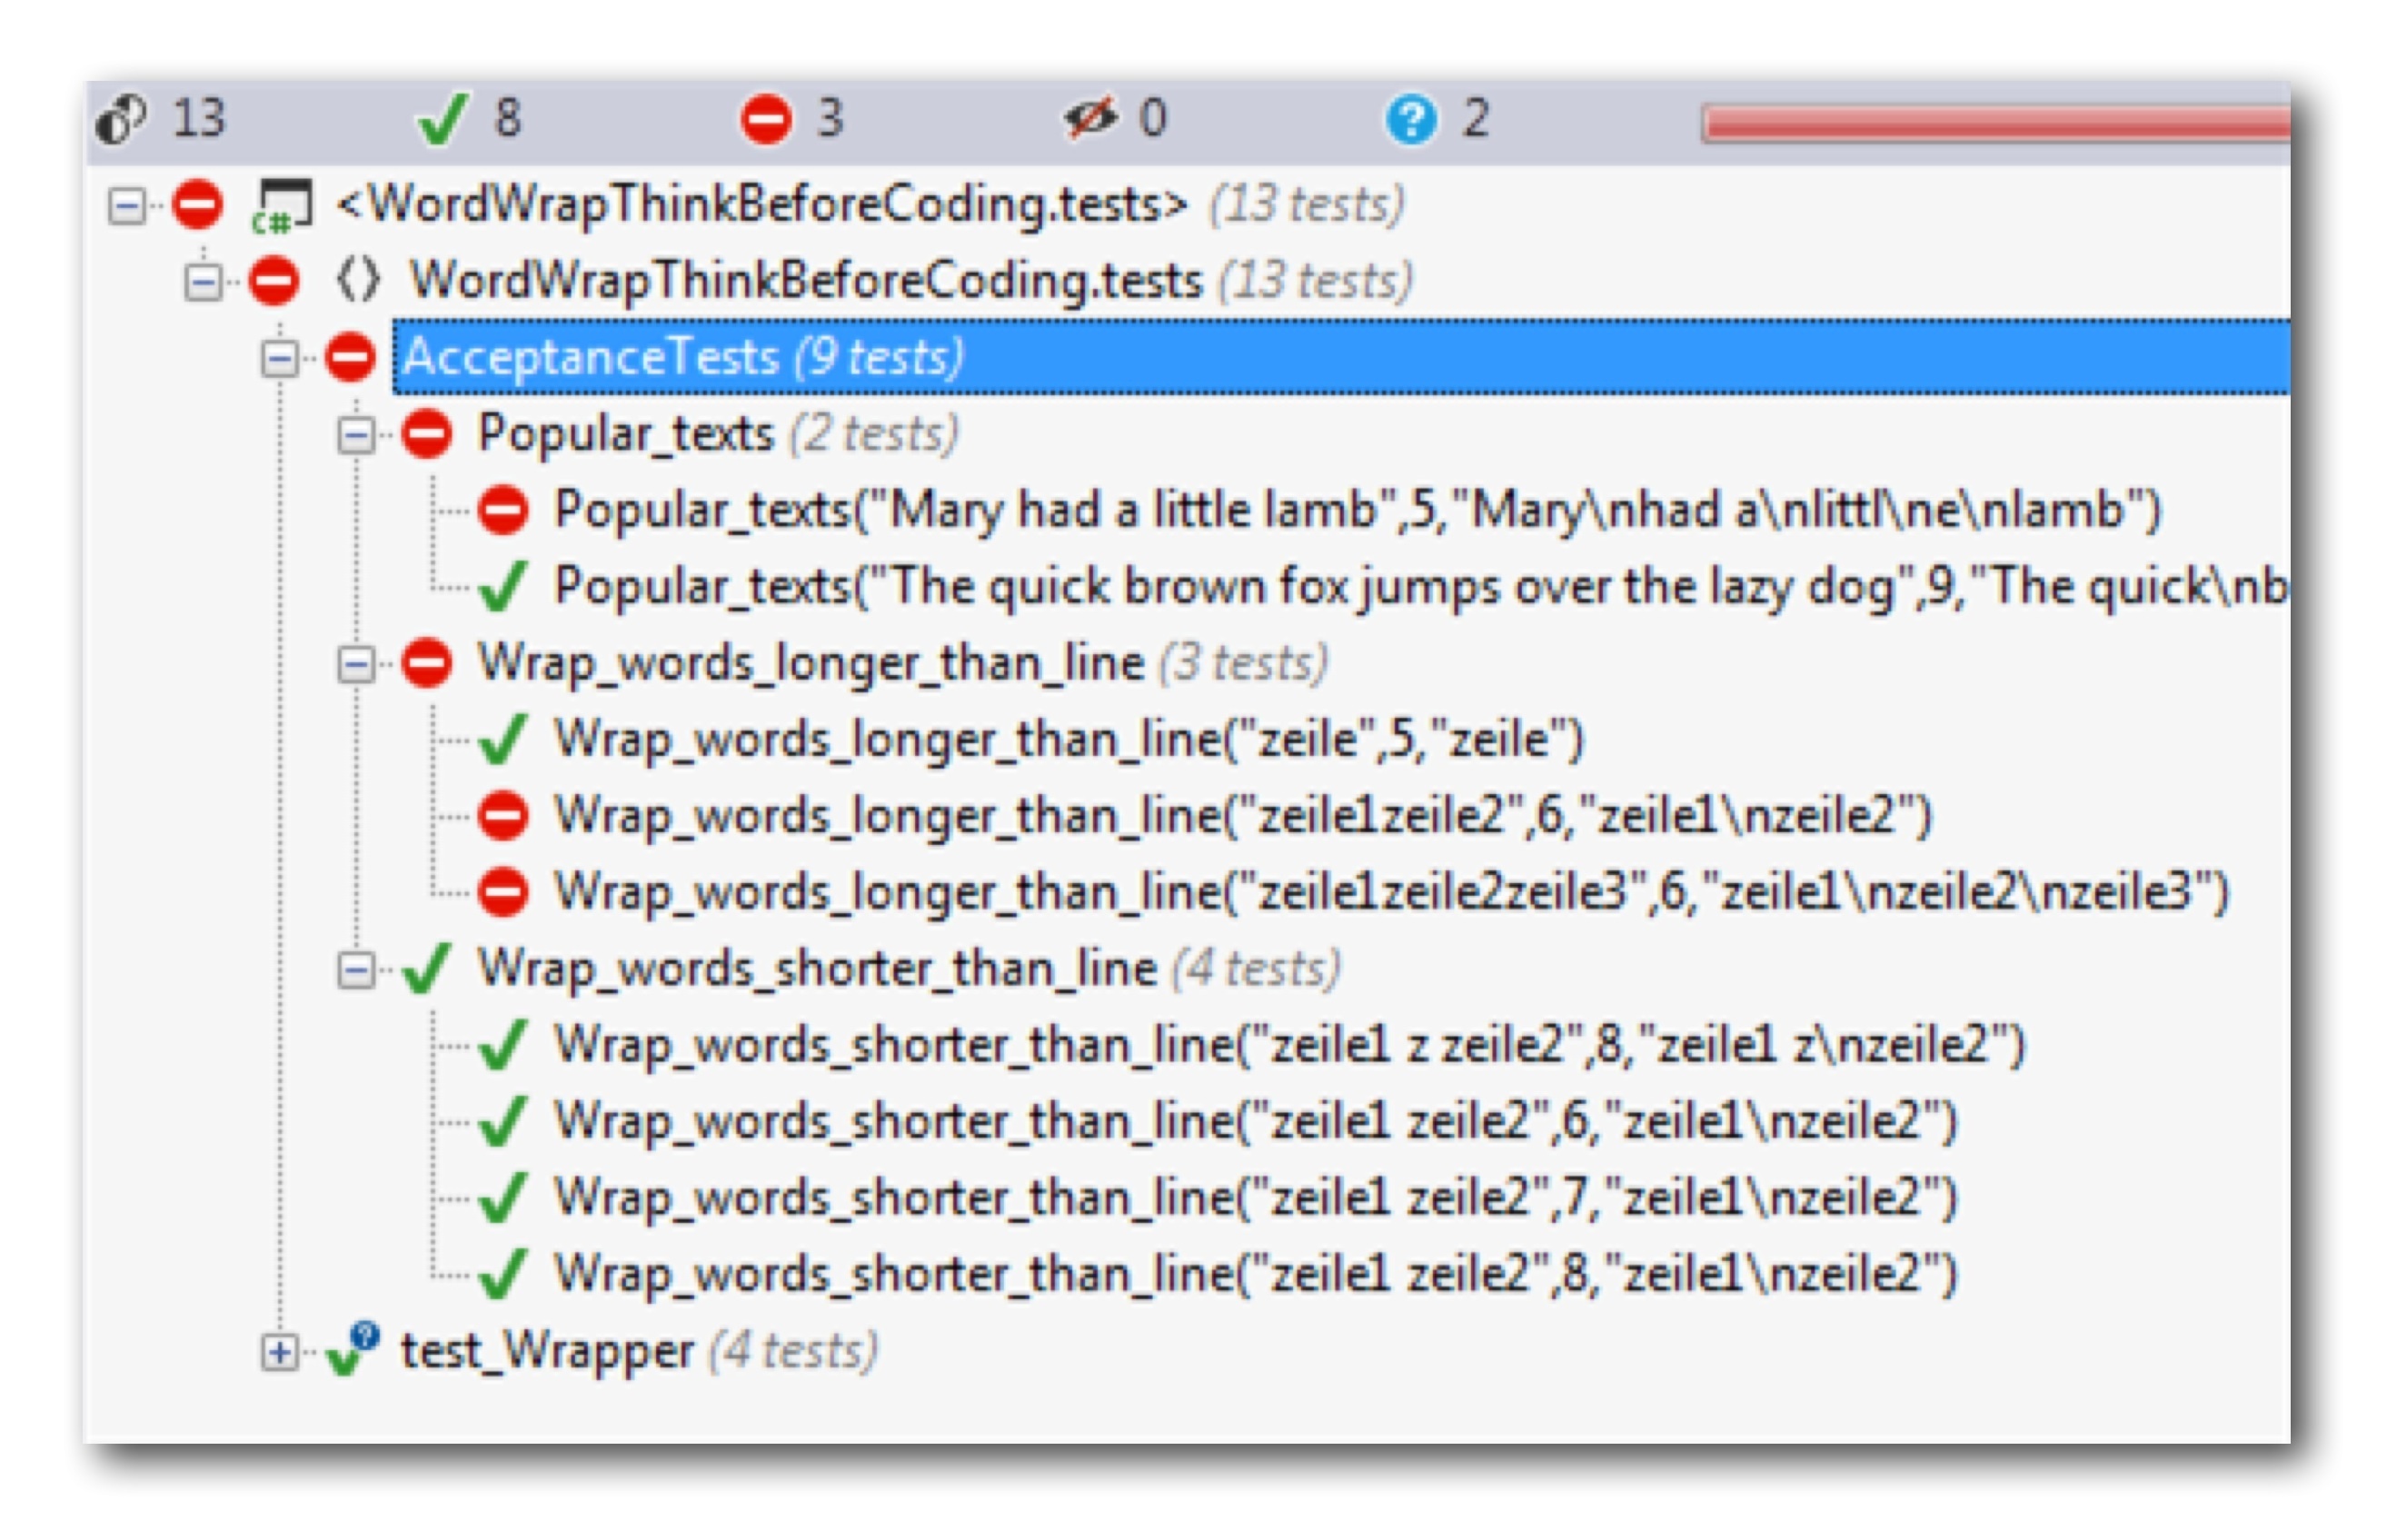 13 8 3 0 2
C# <WordWrapThinkBeforeCoding.tests> (13 tests)
WordWrapThinkBeforeCoding.tests (13 tests)
AcceptanceTests (9 tests)
Popular_texts (2 tests)
Popular_texts("Mary had a little lamb",5,"Mary\nhad a\nlittl\ne\nlamb")
Popular_texts("The quick brown fox jumps over the lazy dog",9,"The quick\nb
Wrap_words_longer_than_line (3 tests)
Wrap_words_longer_than_line("zeile",5,"zeile")
Wrap_words_longer_than_line("zeile1zeile2",6,"zeile1\nzeile2")
Wrap_words_longer_than_line("zeile1zeile2zeile3",6,"zeile1\nzeile2\nzeile3")
Wrap_words_shorter_than_line (4 tests)
Wrap_words_shorter_than_line("zeile1 z zeile2",8,"zeile1 z\nzeile2")
Wrap_words_shorter_than_line("zeile1 zeile2",6,"zeile1\nzeile2")
Wrap_words_shorter_than_line("zeile1 zeile2",7,"zeile1\nzeile2")
Wrap_words_shorter_than_line("zeile1 zeile2",8,"zeile1\nzeile2")
test_Wrapper (4 tests)